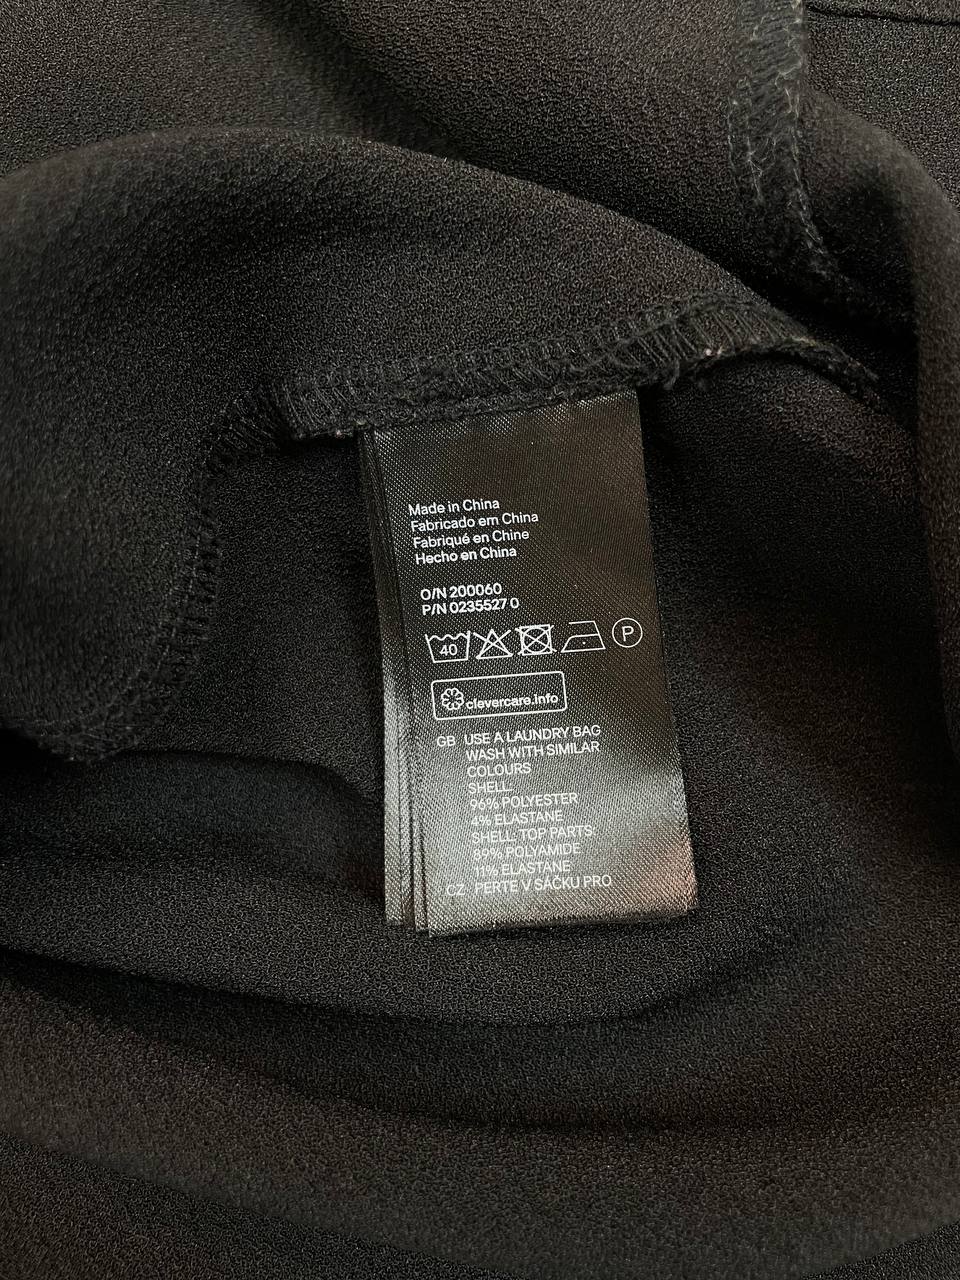 Made in China
Fabricado em China
Fabriqué en Chine
Hecho en China
O/N 200060
P/N 0235527 0
40 P
clevercare.info
GB USE A LAUNDRY BAG
WASH WITH SIMILAR
COLOURS
SHELL:
96% POLYESTER
4% ELASTANE
SHELL: TOP PARTS:
89% POLYAMIDE
11% ELASTANE
CZ PERTE V SÁČKU PRO